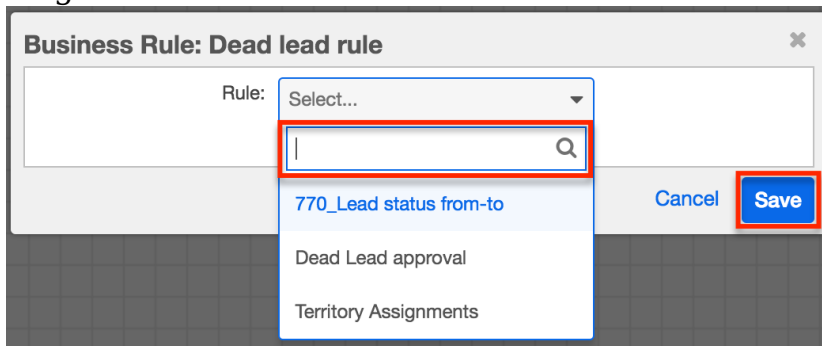 Business Rule: Dead lead rule
Rule: Select...
770_Lead status from-to
Cancel Save
Dead Lead approval
Territory Assignments